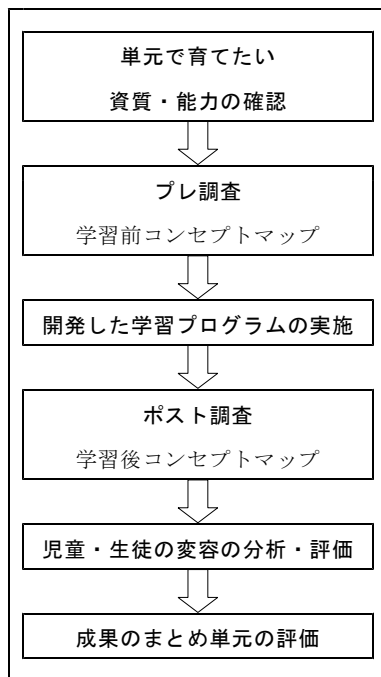 単元で育てたい
資質・能力の確認
プレ調査
学習前コンセプトマップ
開発した学習プログラムの実施
ポスト調査
学習後コンセプトマップ
児童・生徒の変容の分析・評価
成果のまとめ単元の評価